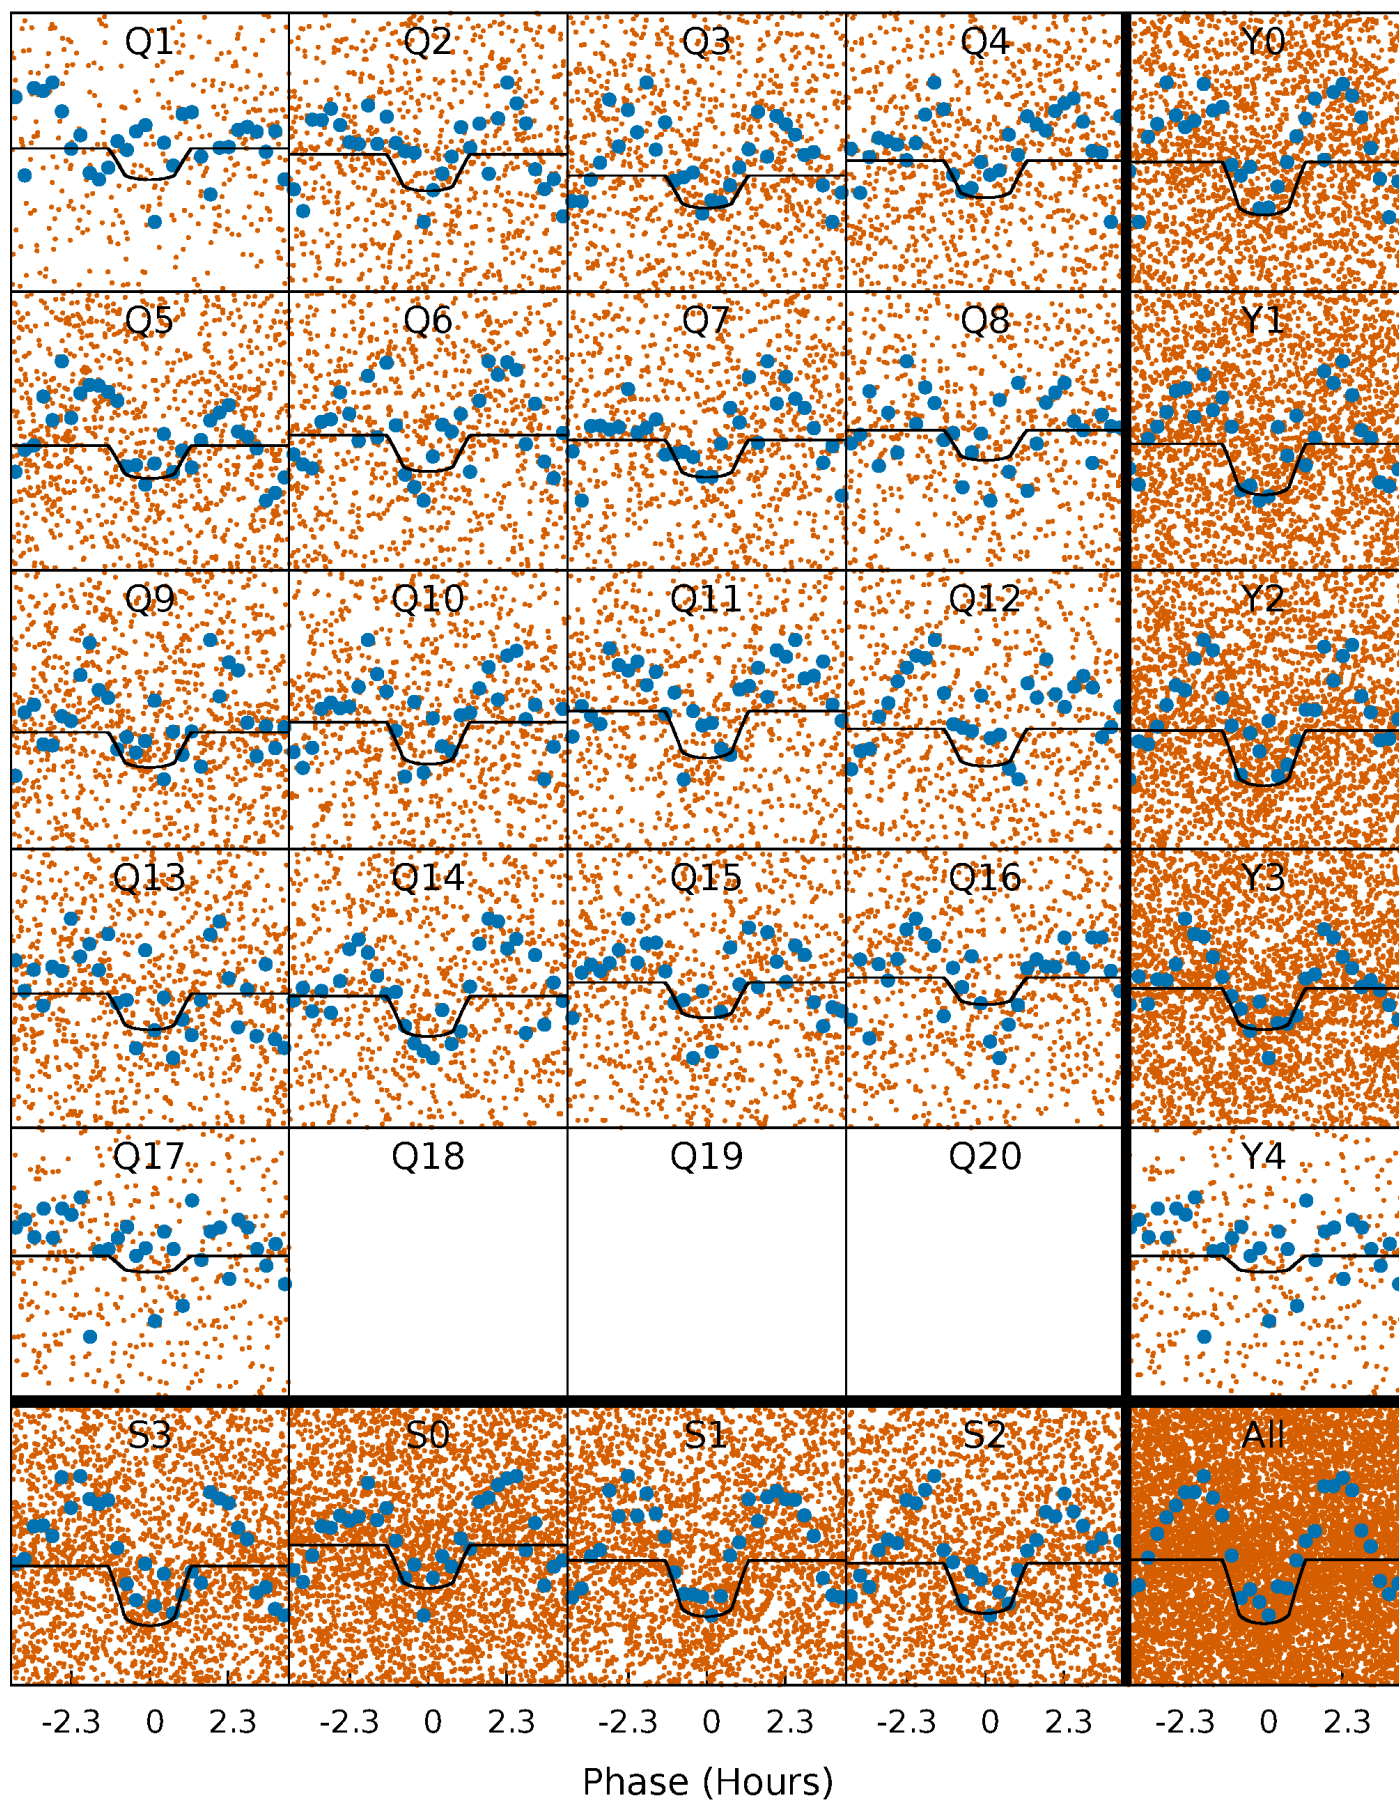 Q1 Q2 Q3 Q4 Y0
Q5 Q6 Q7 Q8 Y1
Q9 Q10 Q11 Q12 Y2
Q13 Q14 Q15 Q16 Y3
Q17 Q18 Q19 Q20 Y4
S3 S0 S1 S2 All
-2.3 0 2.3 -2.3 0 2.3 -2.3 0 2.3 -2.3 0 2.3 -2.3 0 2.3
Phase (Hours)